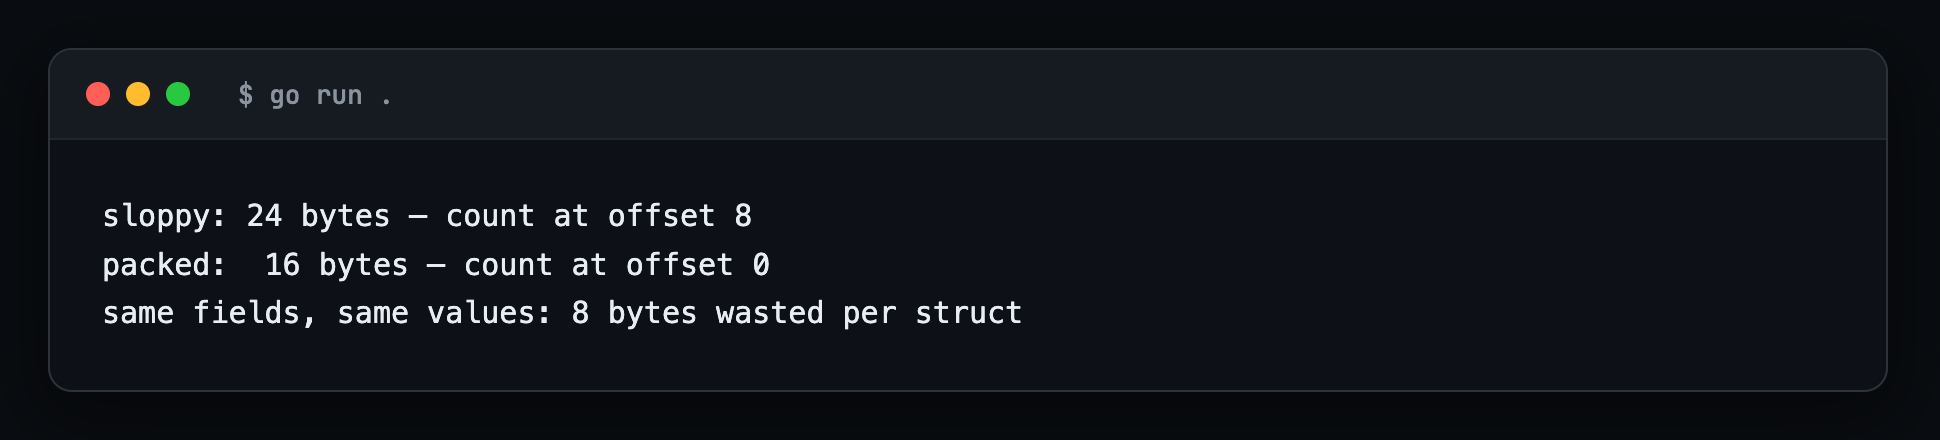 $ go run .
sloppy: 24 bytes — count at offset 8
packed:  16 bytes — count at offset 0
same fields, same values: 8 bytes wasted per struct